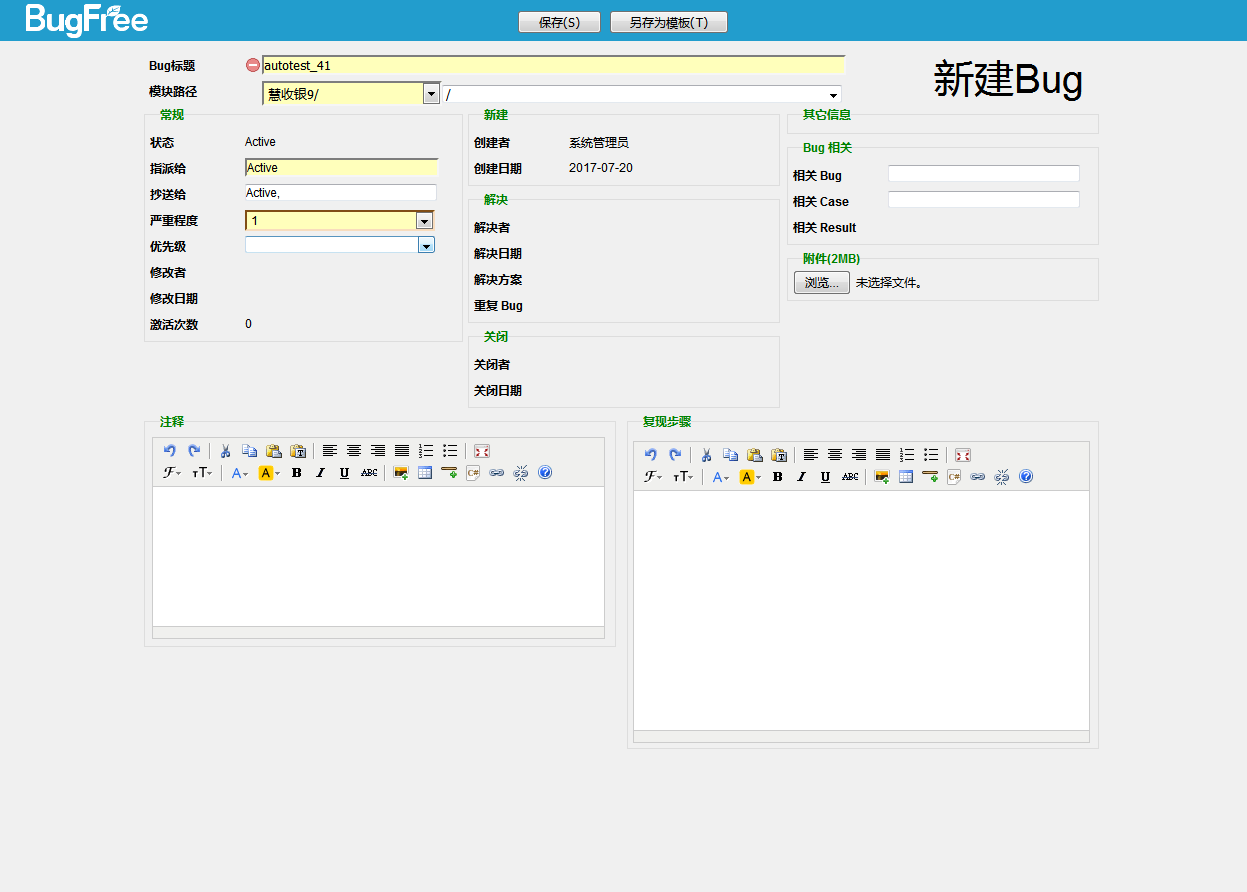 BugFree
保存(S)
另存为模板(T)
Bug标题
autotest_41
新建Bug
模块路径
慧收银9/
/
常规
状态
Active
指派给
Active
抄送给
Active,
严重程度
1
优先级
修改者
修改日期
激活次数
0
新建
创建者
系统管理员
创建日期
2017-07-20
解决
解决者
解决日期
解决方案
重复 Bug
关闭
关闭者
关闭日期
其它信息
Bug 相关
相关 Bug
相关 Case
相关 Result
附件(2MB)
浏览...
未选择文件。
注释
复现步骤